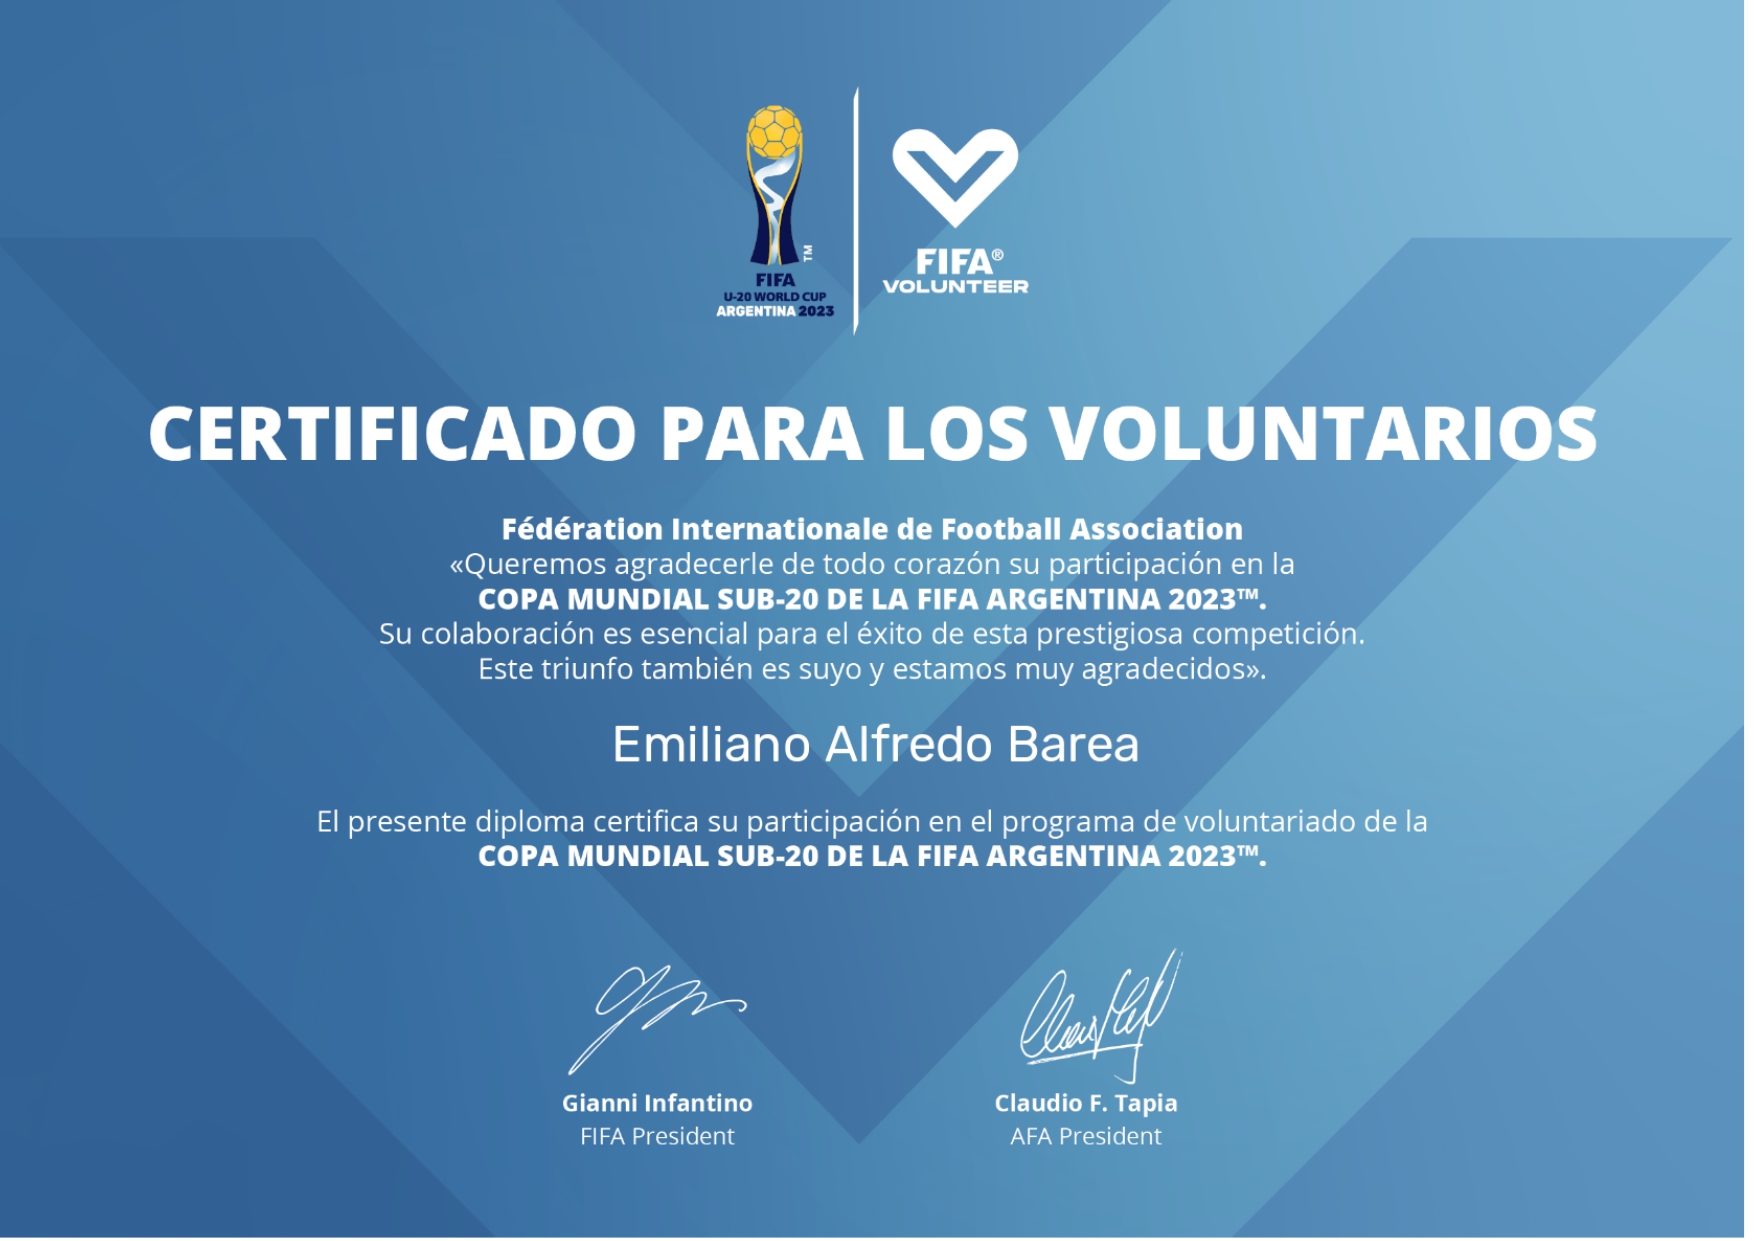 FIFA
U-20 WORLD CUP
ARGENTINA 2023
TM
FIFA®
VOLUNTEER
CERTIFICADO PARA LOS VOLUNTARIOS
Fédération Internationale de Football Association
«Queremos agradecerle de todo corazón su participación en la
COPA MUNDIAL SUB-20 DE LA FIFA ARGENTINA 2023™.
Su colaboración es esencial para el éxito de esta prestigiosa competición.
Este triunfo también es suyo y estamos muy agradecidos».
Emiliano Alfredo Barea
El presente diploma certifica su participación en el programa de voluntariado de la
COPA MUNDIAL SUB-20 DE LA FIFA ARGENTINA 2023™.
Gianni Infantino
FIFA President
Claudio F. Tapia
AFA President